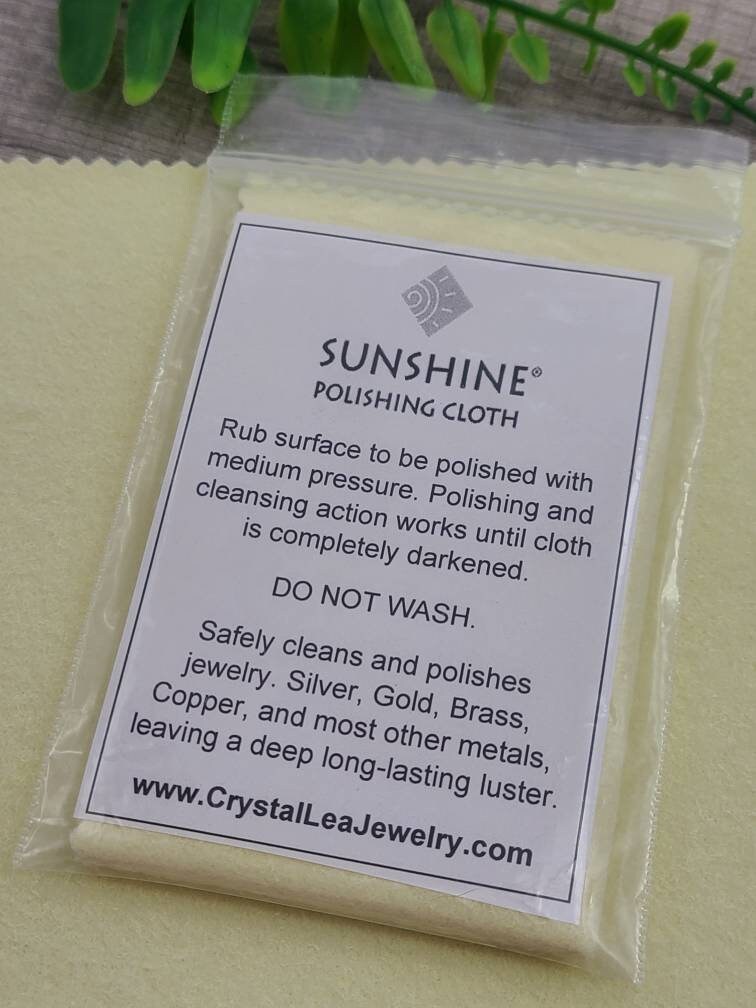 SUNSHINE®
POLISHING CLOTH
Rub surface to be polished with
medium pressure. Polishing and
cleansing action works until cloth
is completely darkened.
DO NOT WASH.
Safely cleans and polishes
jewelry. Silver, Gold, Brass,
Copper, and most other metals,
leaving a deep long-lasting luster.
www.CrystalLeaJewelry.com